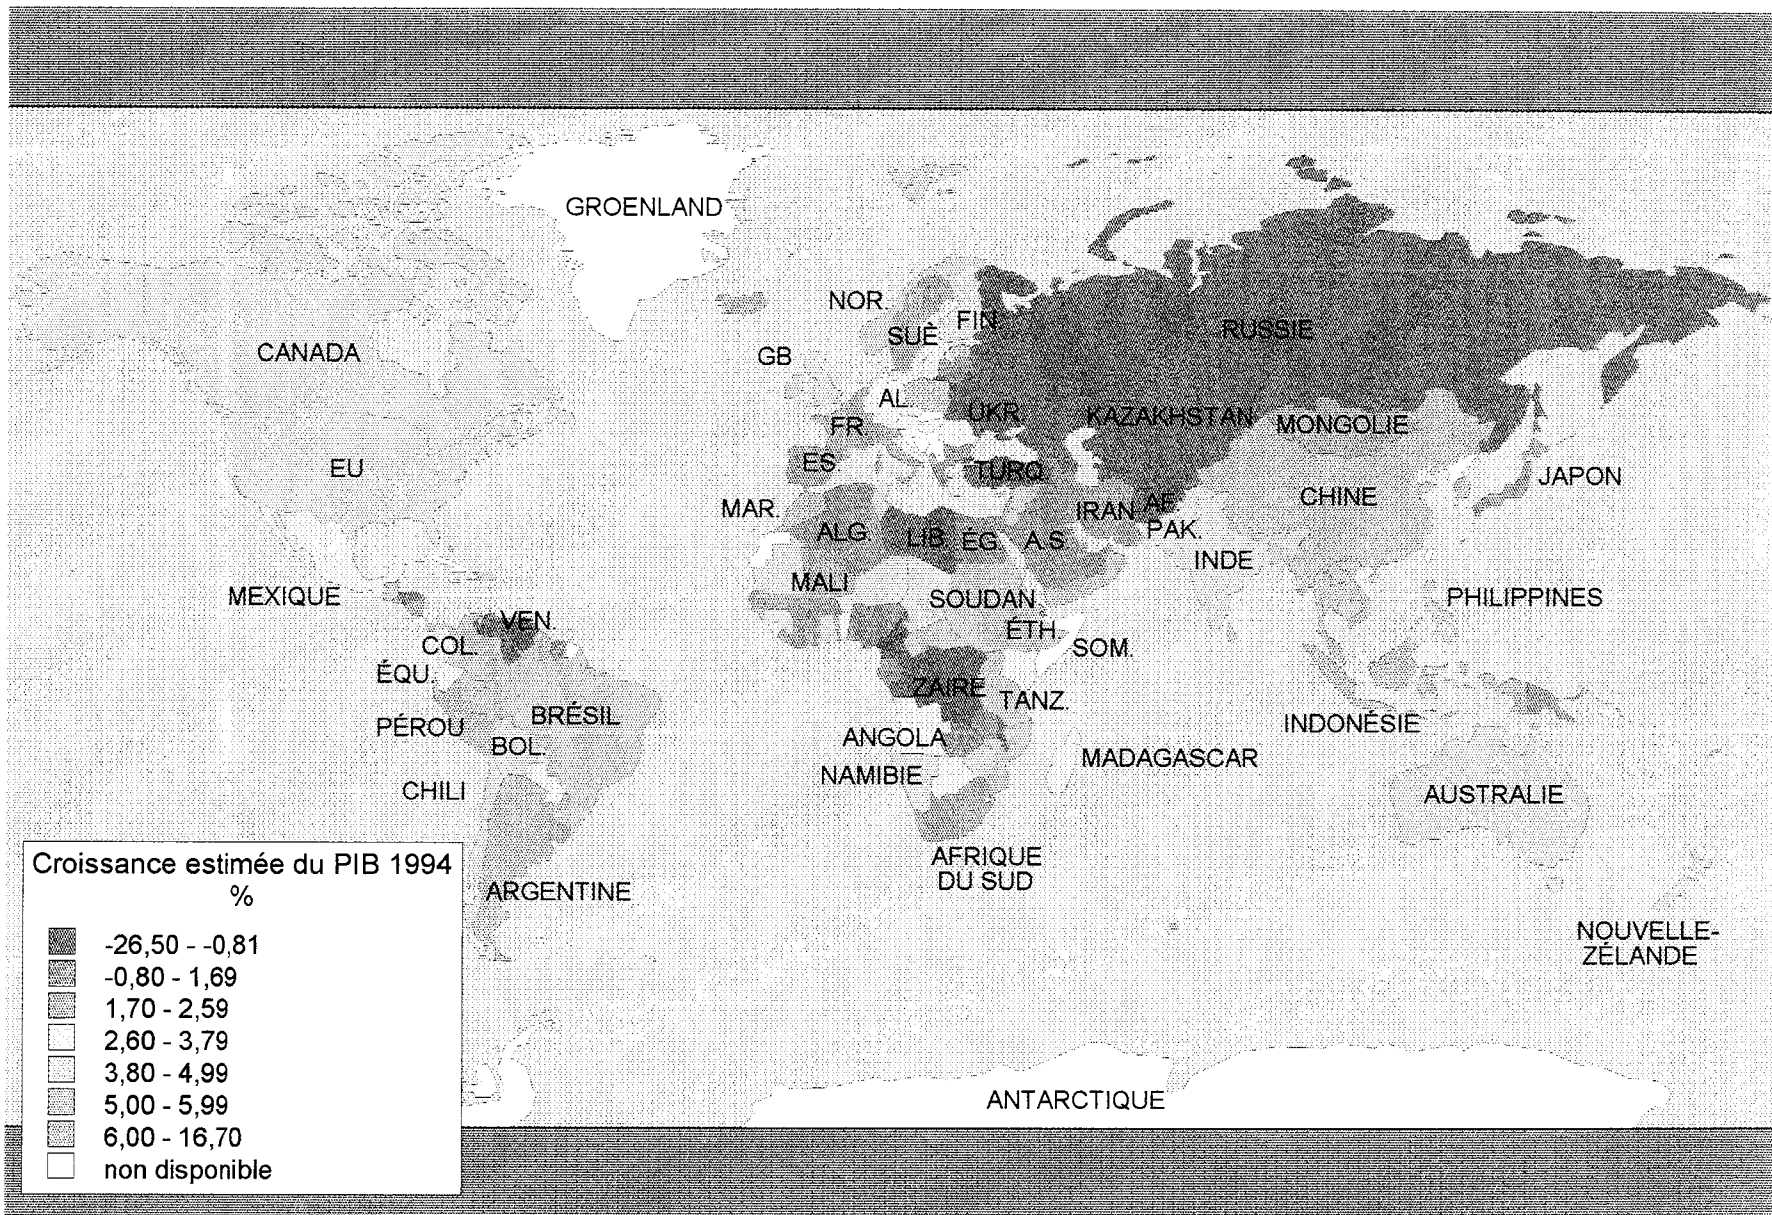 GROENLAND
NOR.
FIN.
SUÈ
RUSSIE
GB
CANADA
AL.
UKR.
KAZAKHSTAN
MONGOLIE
FR.
EU
ES
TURQ.
JAPON
CHINE
MAR.
IRAN
AF.
PAK.
ALG.
LIB.
ÉG.
A.S.
INDE
MALI
MEXIQUE
SOUDAN
PHILIPPINES
VEN.
ÉTH.
COL.
SOM.
ÉQU.
ZAIRE
TANZ.
BRÉSIL
PÉROU
INDONÉSIE
ANGOLA
BOL.
MADAGASCAR
NAMIBIE
CHILI
AUSTRALIE
AFRIQUE
DU SUD
ARGENTINE
NOUVELLE-
ZÉLANDE
ANTARCTIQUE
Croissance estimée du PIB 1994
%
-26,50 - -0,81
-0,80 - 1,69
1,70 - 2,59
2,60 - 3,79
3,80 - 4,99
5,00 - 5,99
6,00 - 16,70
non disponible